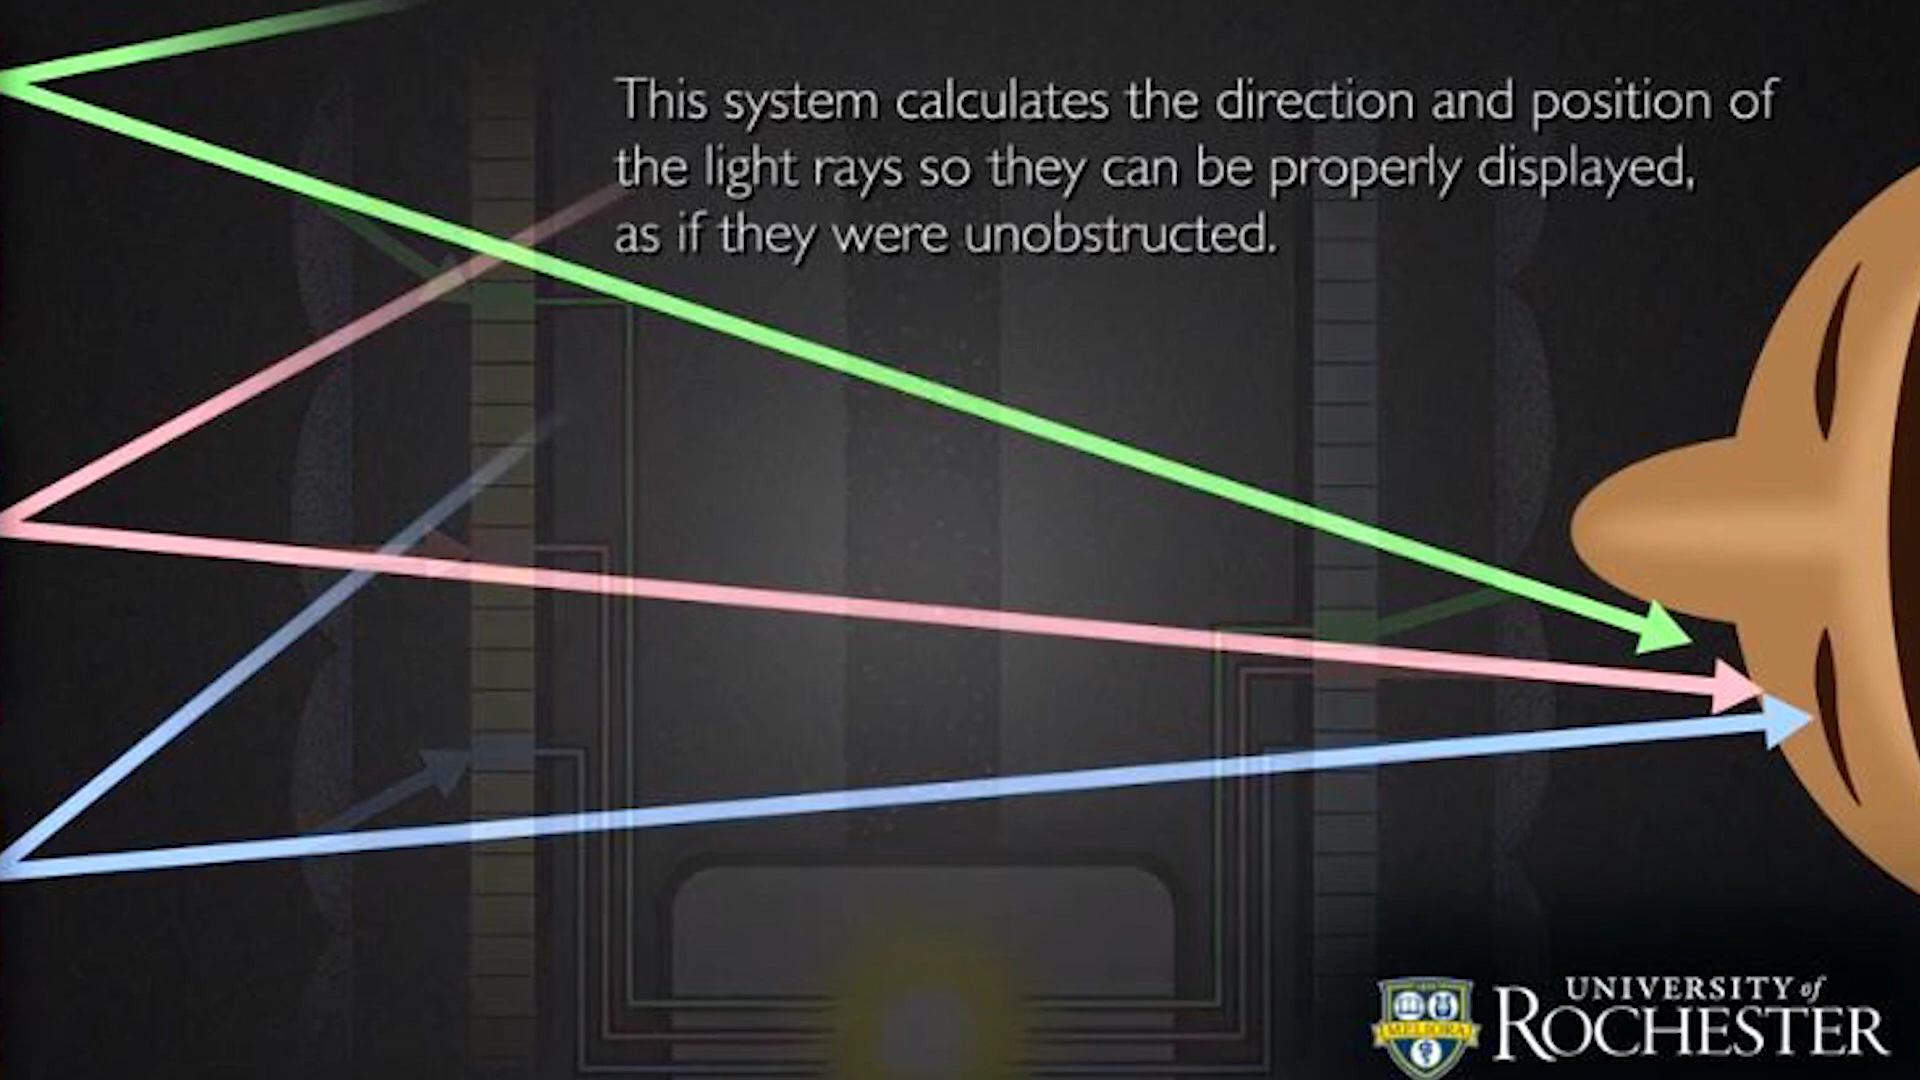 This system calculates the direction and position of
the light rays so they can be properly displayed,
as if they were unobstructed.
MELIORA
UNIVERSITY of
ROCHESTER